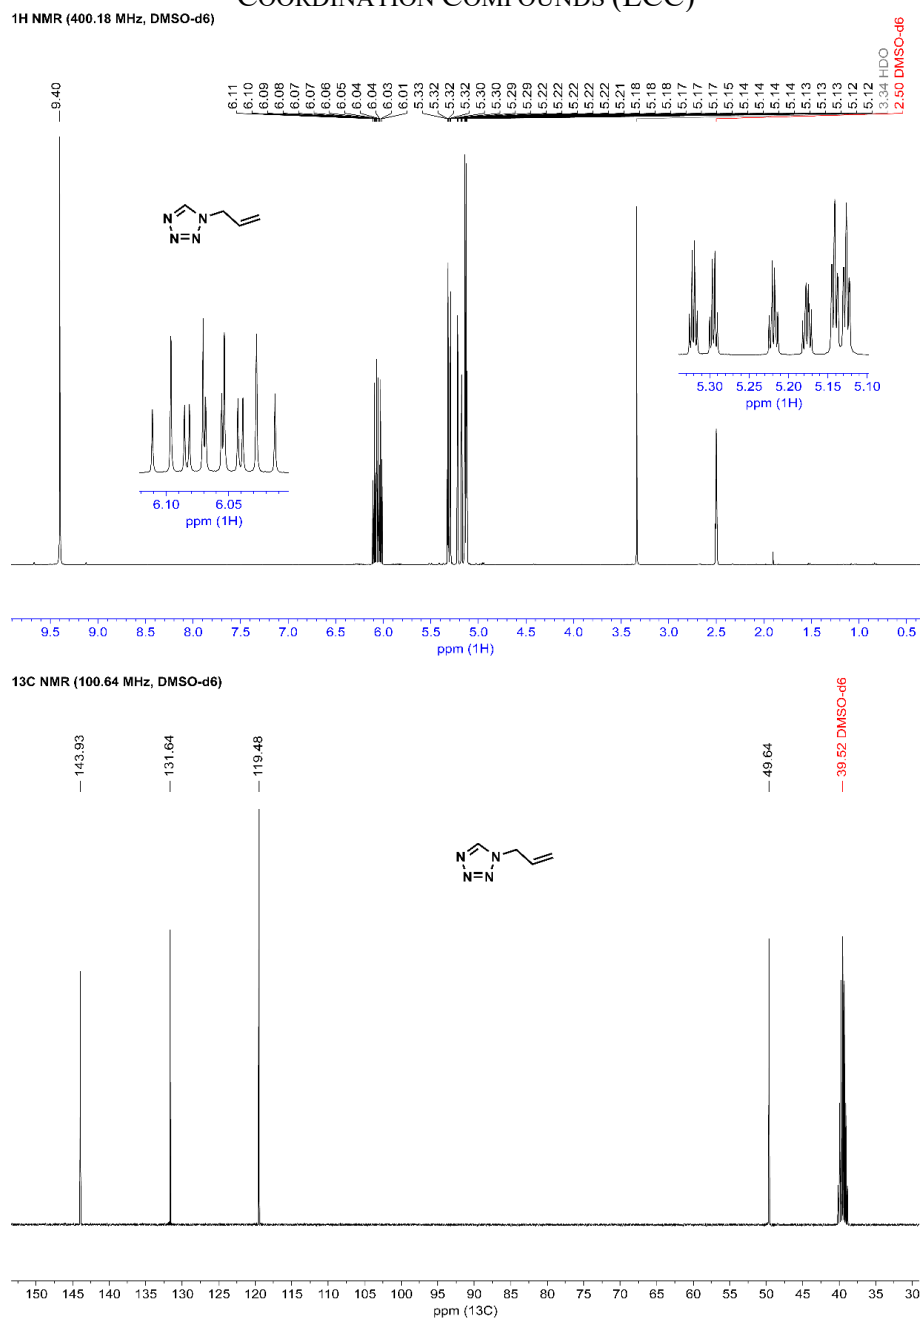 COORDINATION COMPOUNDS (ECC)
1H NMR (400.18 MHz, DMSO-d6)
9.40
6.11
6.10
6.09
6.08
6.07
6.07
6.06
6.05
6.04
6.04
6.03
6.01
5.33
5.32
5.32
5.32
5.30
5.30
5.29
5.29
5.22
5.22
5.22
5.22
5.22
5.21
5.18
5.18
5.18
5.17
5.17
5.17
5.15
5.14
5.14
5.14
5.14
5.13
5.13
5.13
5.12
5.12
3.34 HDO
2.50 DMSO-d6
N N
N=N
6.10 6.05
ppm (1H)
5.30 5.25 5.20 5.15 5.10
ppm (1H)
9.5 9.0 8.5 8.0 7.5 7.0 6.5 6.0 5.5 5.0 4.5 4.0 3.5 3.0 2.5 2.0 1.5 1.0 0.5
ppm (1H)
13C NMR (100.64 MHz, DMSO-d6)
143.93
131.64
119.48
49.64
39.52 DMSO-d6
N N
N=N
150 145 140 135 130 125 120 115 110 105 100 95 90 85 80 75 70 65 60 55 50 45 40 35 30
ppm (13C)